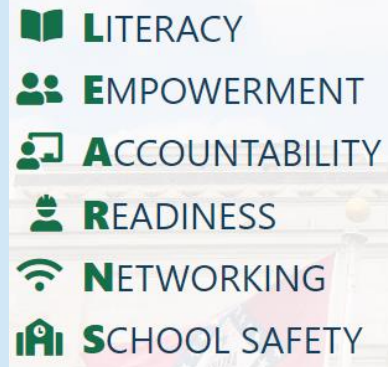 LITERACY
EMPOWERMENT
ACCOUNTABILITY
READINESS
NETWORKING
SCHOOL SAFETY